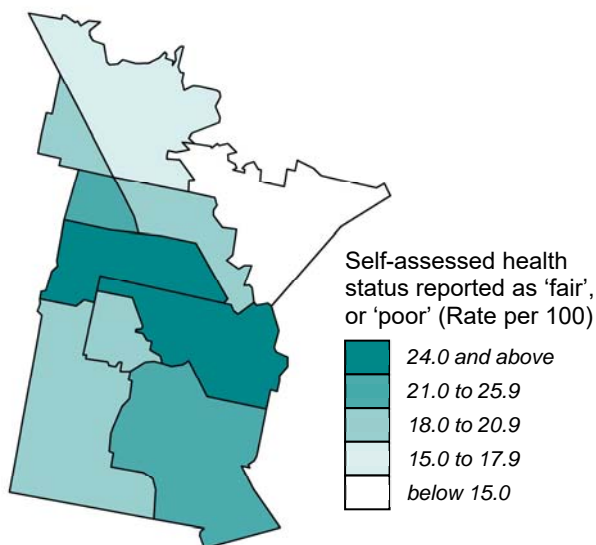 Self-assessed health
status reported as ‘fair’,
or ‘poor’ (Rate per 100)
24.0 and above
21.0 to 25.9
18.0 to 20.9
15.0 to 17.9
below 15.0